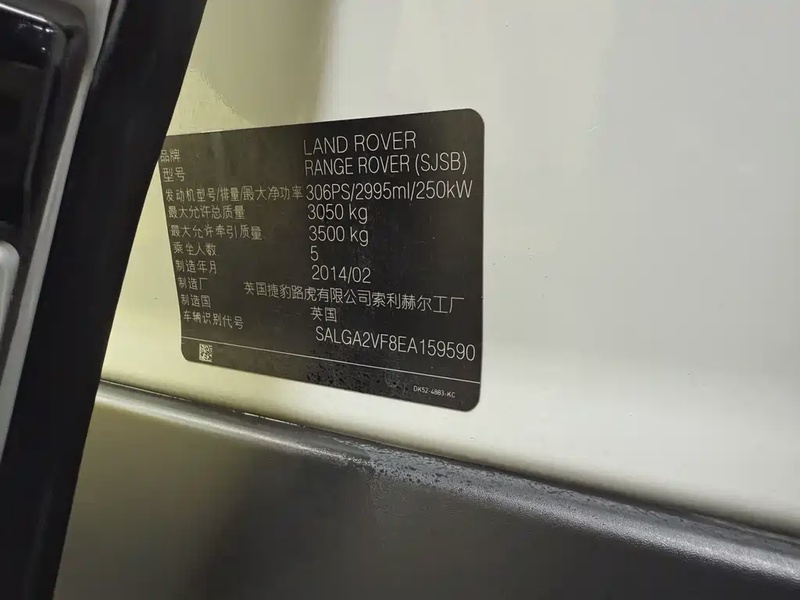 品牌 LAND ROVER
型号 RANGE ROVER (SJSB)
发动机型号/排量/最大净功率 306PS/2995ml/250kW
最大允许总质量 3050 kg
最大允许牵引质量 3500 kg
乘坐人数 5
制造年月 2014/02
制造厂 英国捷豹路虎有限公司索利赫尔工厂
制造国 英国
车辆识别代号 SALGA2VF8EA159590
DK52-4883-KC